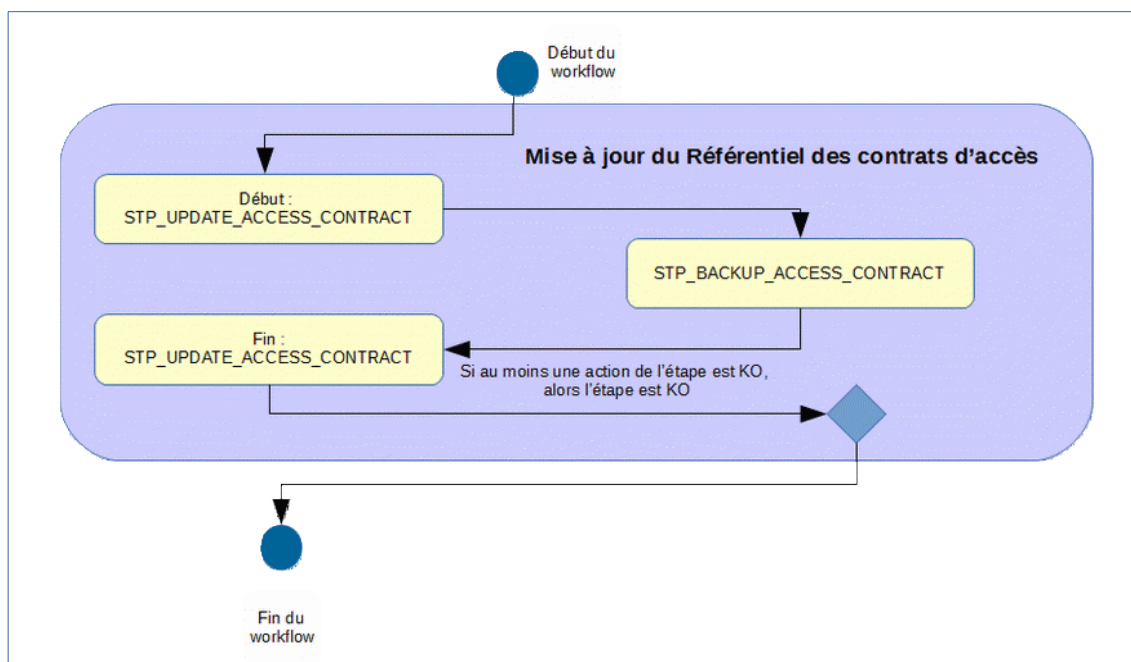 Début du
workflow
Mise à jour du Référentiel des contrats d’accès
Début :
STP_UPDATE_ACCESS_CONTRACT
STP_BACKUP_ACCESS_CONTRACT
Fin :
STP_UPDATE_ACCESS_CONTRACT
Si au moins une action de l’étape est KO,
alors l’étape est KO
Fin du
workflow